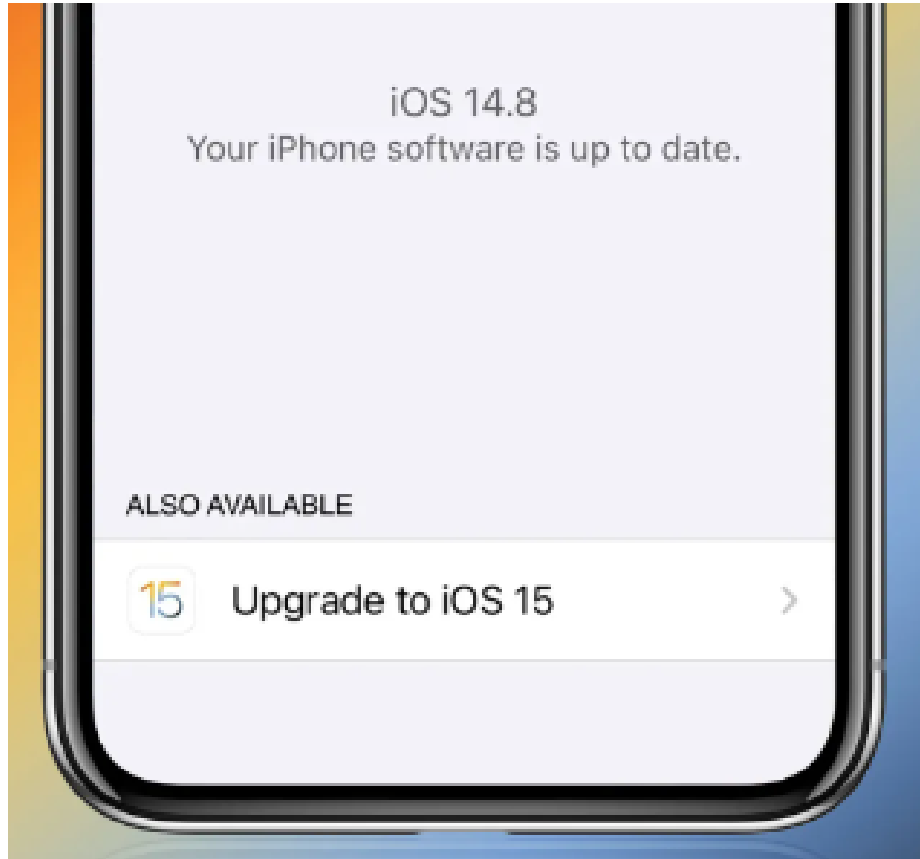 iOS 14.8
Your iPhone software is up to date.
ALSO AVAILABLE
15 Upgrade to iOS 15